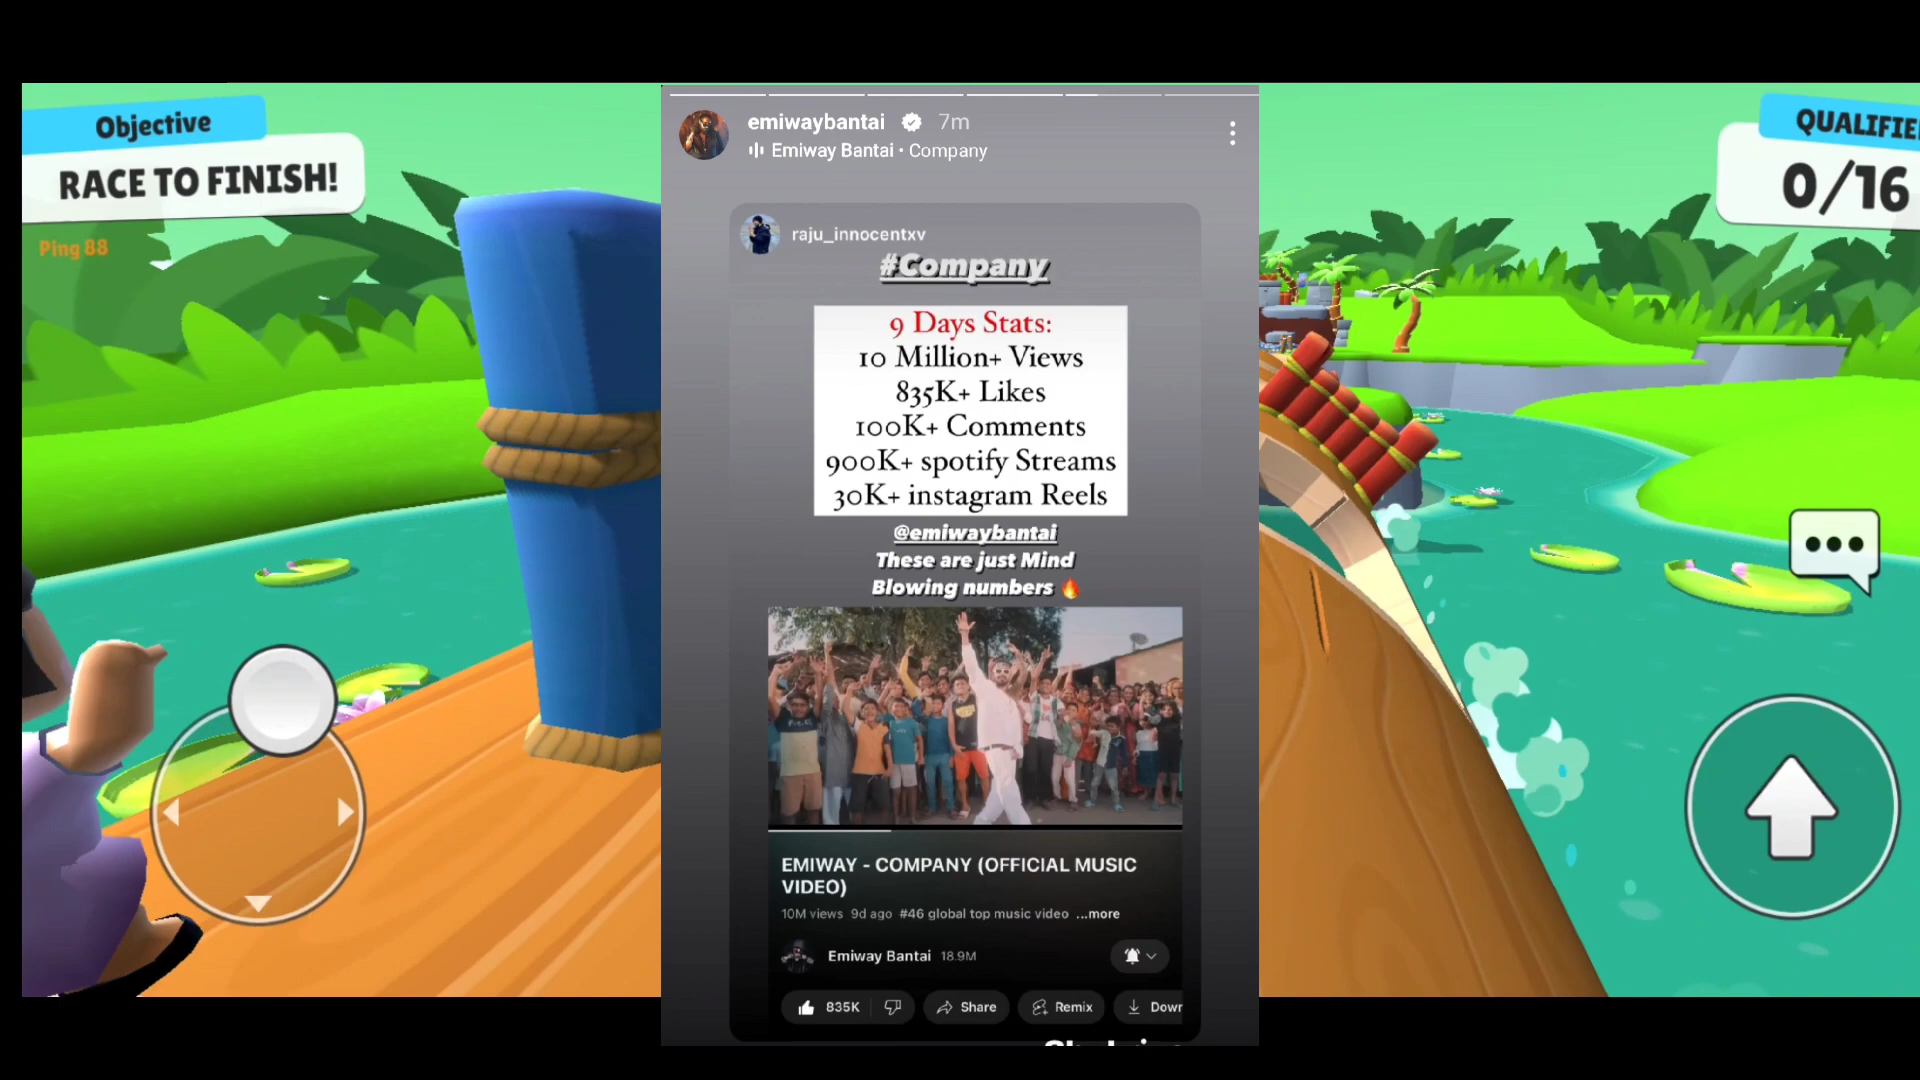 Objective
RACE TO FINISH!
Ping 88
emiwaybantai 7m
Emiway Bantai • Company
raju_innocentxv
#Company
9 Days Stats:
10 Million+ Views
835K+ Likes
100K+ Comments
900K+ spotify Streams
30K+ instagram Reels
@emiwaybantai
These are just Mind
Blowing numbers 🔥
EMIWAY - COMPANY (OFFICIAL MUSIC
VIDEO)
10M views 9d ago #46 global top music video ...more
Emiway Bantai 18.9M
835K Share Remix Down
QUALIFIE
0/16